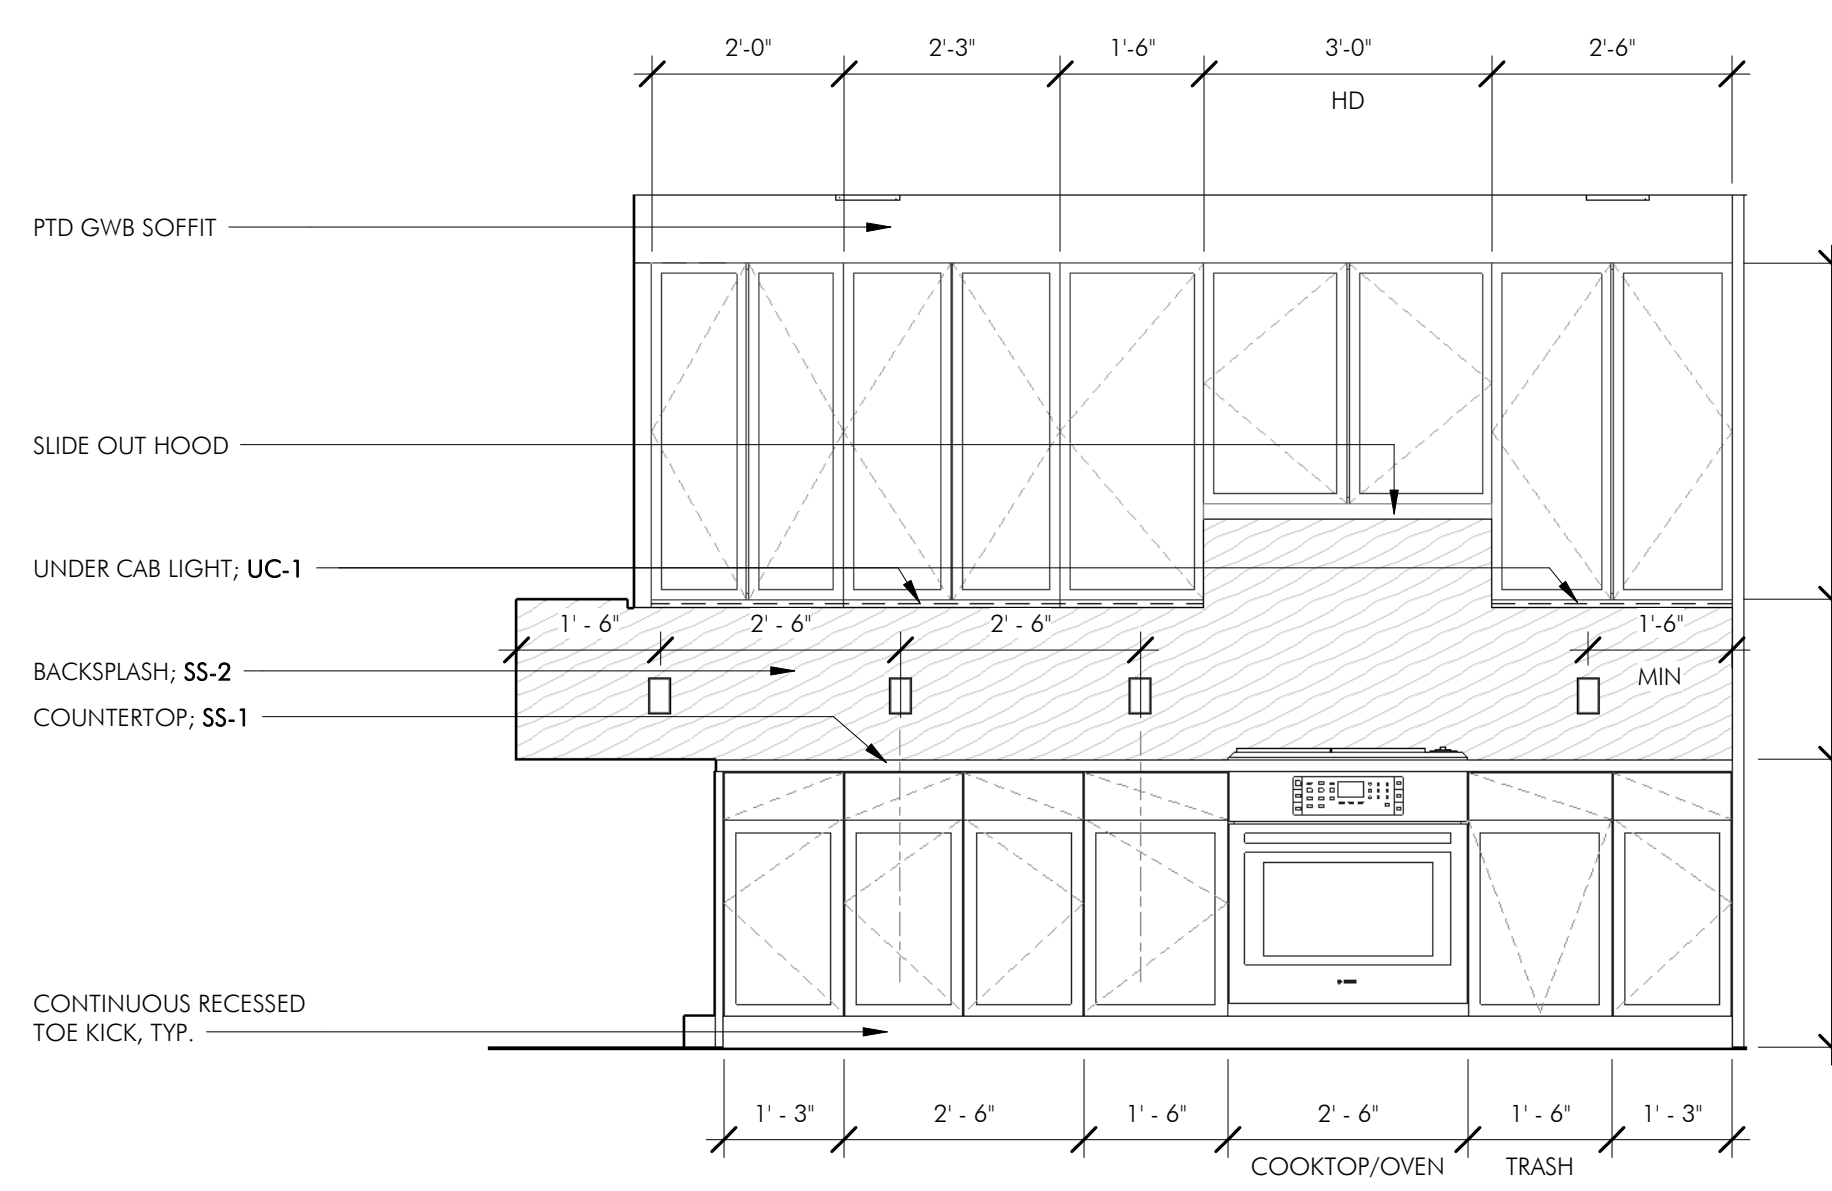 2'-0" 2'-3" 1'-6" 3'-0" 2'-6"
HD
PTD GWB SOFFIT
SLIDE OUT HOOD
UNDER CAB LIGHT; UC-1
1' - 6" 2' - 6" 2' - 6" 1'-6"
BACKSPLASH; SS-2
MIN
COUNTERTOP; SS-1
CONTINUOUS RECESSED
TOE KICK, TYP.
1' - 3" 2' - 6" 1' - 6" 2' - 6" 1' - 6" 1' - 3"
COOKTOP/OVEN TRASH